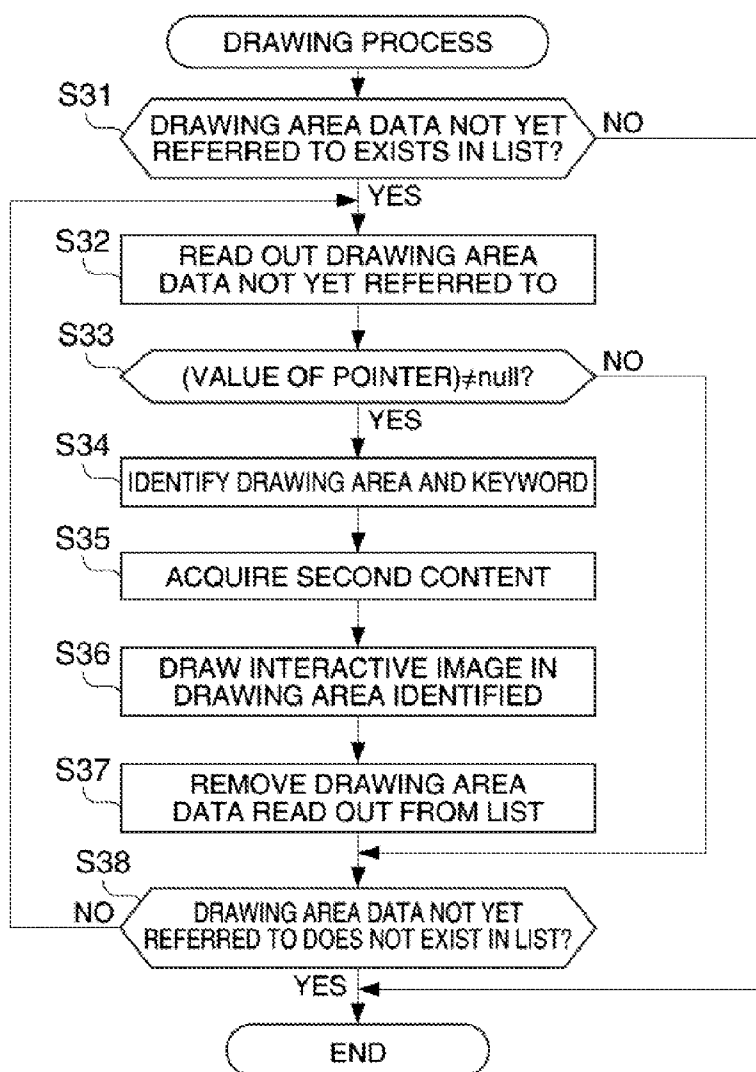 DRAWING PROCESS
S31
DRAWING AREA DATA NOT YET
REFERRED TO EXISTS IN LIST?
NO
YES
S32
READ OUT DRAWING AREA
DATA NOT YET REFERRED TO
S33
(VALUE OF POINTER)≠null?
NO
YES
S34
IDENTIFY DRAWING AREA AND KEYWORD
S35
ACQUIRE SECOND CONTENT
S36
DRAW INTERACTIVE IMAGE IN
DRAWING AREA IDENTIFIED
S37
REMOVE DRAWING AREA
DATA READ OUT FROM LIST
S38
NO
DRAWING AREA DATA NOT YET
REFERRED TO DOES NOT EXIST IN LIST?
YES
END